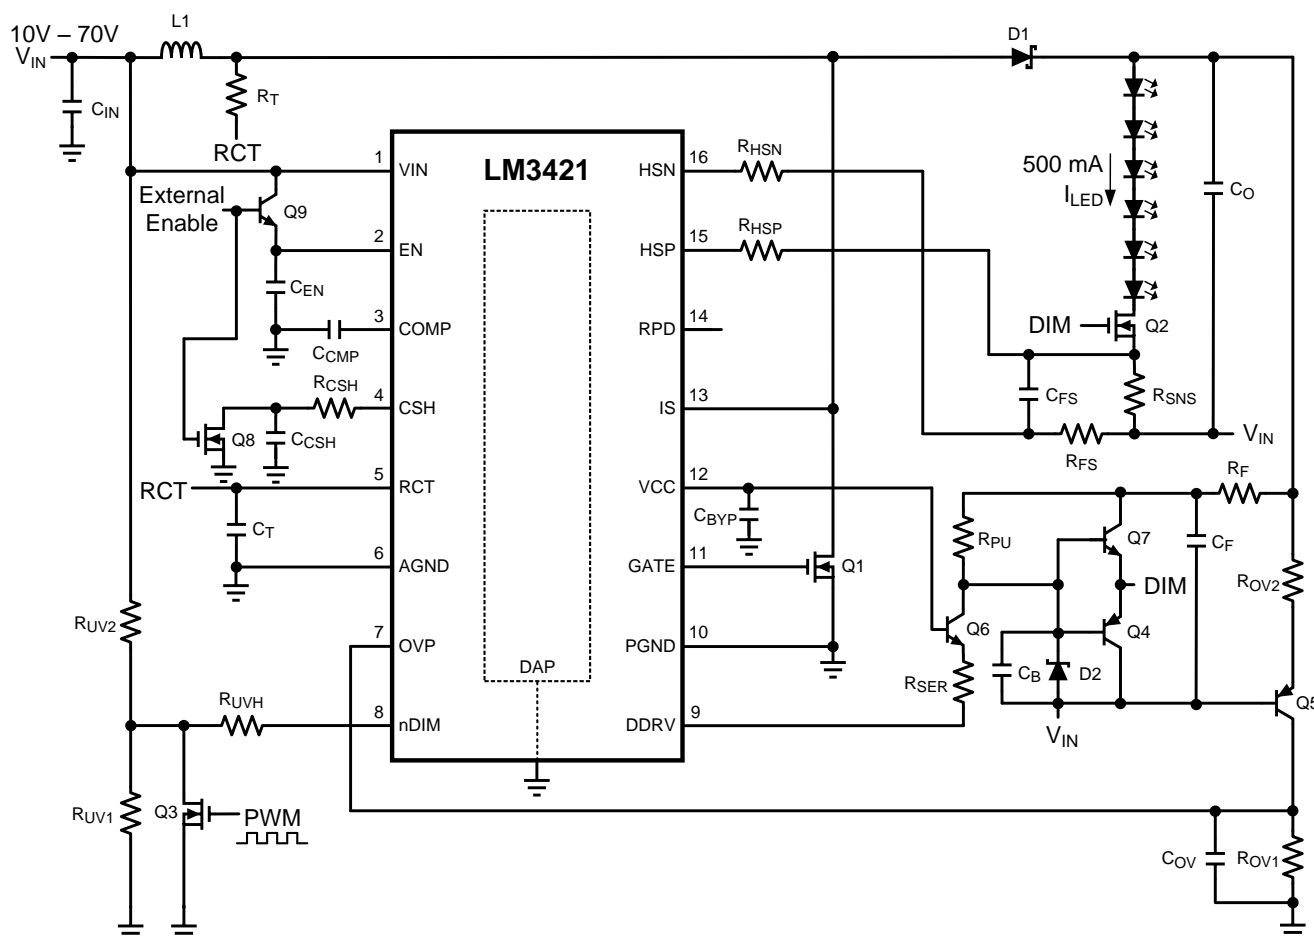 10V – 70V
VIN
L1
D1
CIN
RT
RCT
LM3421
External
Enable
Q9
1
VIN
HSN
16
RHSN
500 mA
ILED
CO
2
EN
HSP
15
RHSP
CEN
3
COMP
RPD
14
DIM
Q2
CCMP
RCSH
4
CSH
IS
13
CFS
RSNS
Q8
CCSH
RFS
VIN
RCT
5
RCT
VCC
12
CBYP
RF
CT
RPU
Q7
CF
6
AGND
GATE
11
Q1
DIM
ROV2
RUV2
7
OVP
PGND
10
Q6
Q4
DAP
RSER
CB
D2
RUVH
8
nDIM
DDRV
9
VIN
Q5
RUV1
Q3
PWM
COV
ROV1